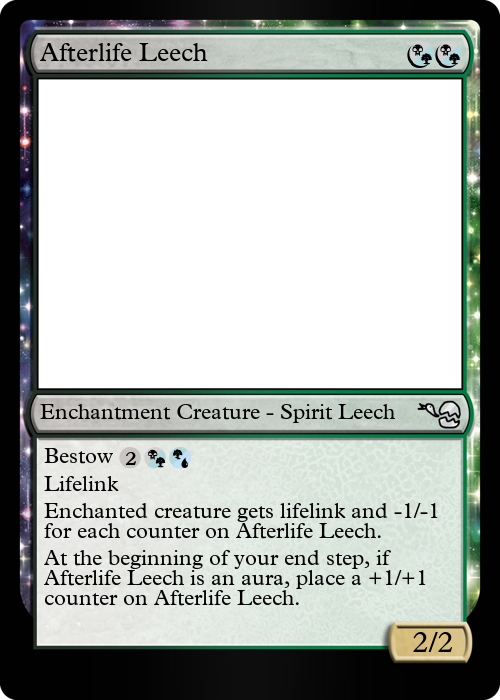 Afterlife Leech
Enchantment Creature - Spirit Leech
Bestow 2
Lifelink
Enchanted creature gets lifelink and -1/-1
for each counter on Afterlife Leech.
At the beginning of your end step, if
Afterlife Leech is an aura, place a +1/+1
counter on Afterlife Leech.
2/2